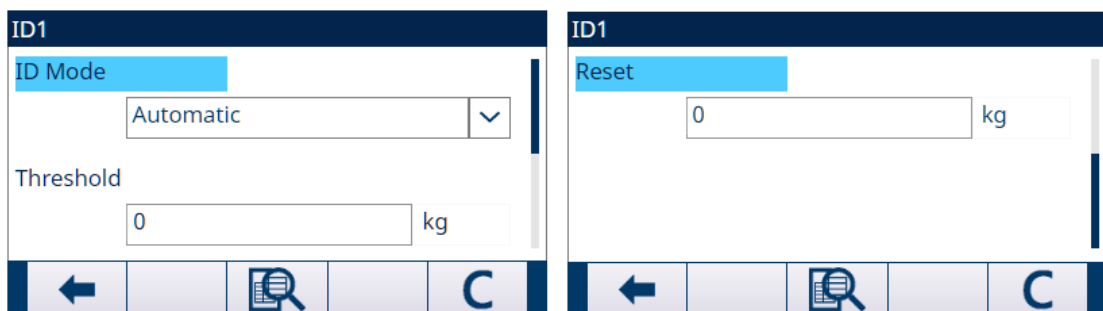 ID1
ID Mode
Automatic
Threshold
0 kg
C
ID1
Reset
0 kg
C